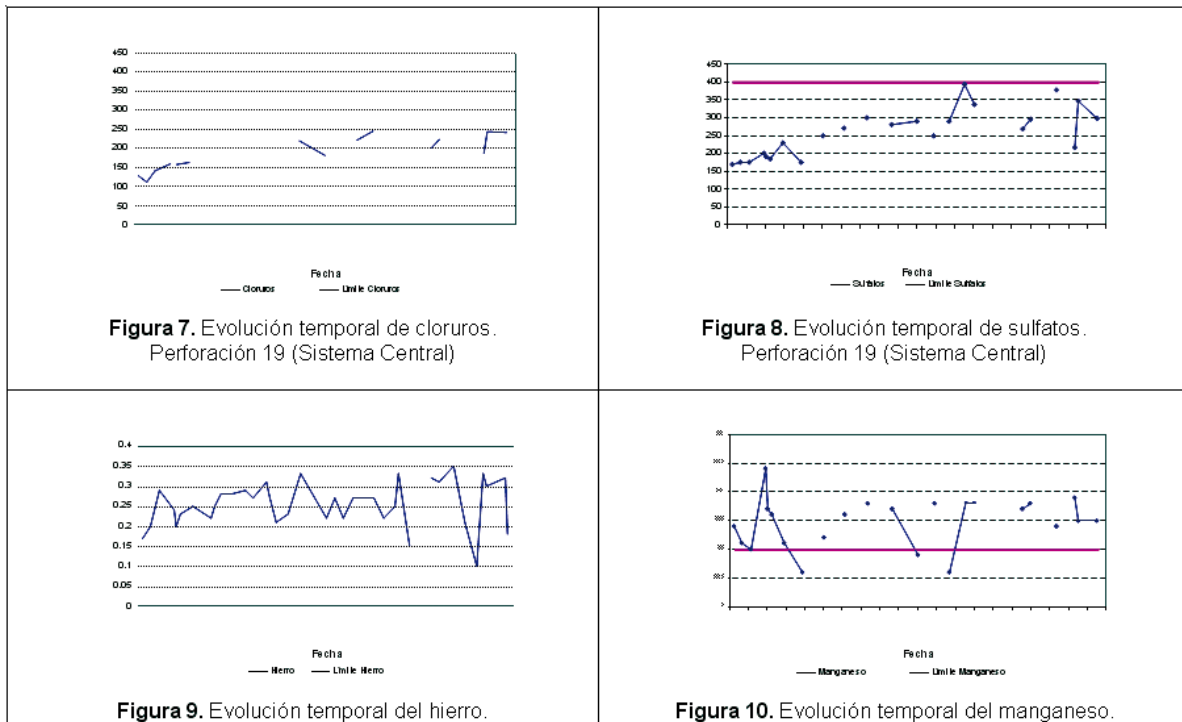 450
400
350
300
250
200
150
100
50
0
Fecha
Cloruros
Límite Cloruros
Figura 7. Evolución temporal de cloruros.
Perforación 19 (Sistema Central)
450
400
350
300
250
200
150
100
50
0
Fecha
Sulfatos
Límite Sulfatos
Figura 8. Evolución temporal de sulfatos.
Perforación 19 (Sistema Central)
0.4
0.35
0.3
0.25
0.2
0.15
0.1
0.05
0
Fecha
Hierro
Límite Hierro
Figura 9. Evolución temporal del hierro.
Fecha
Manganeso
Límite Manganeso
Figura 10. Evolución temporal del manganeso.